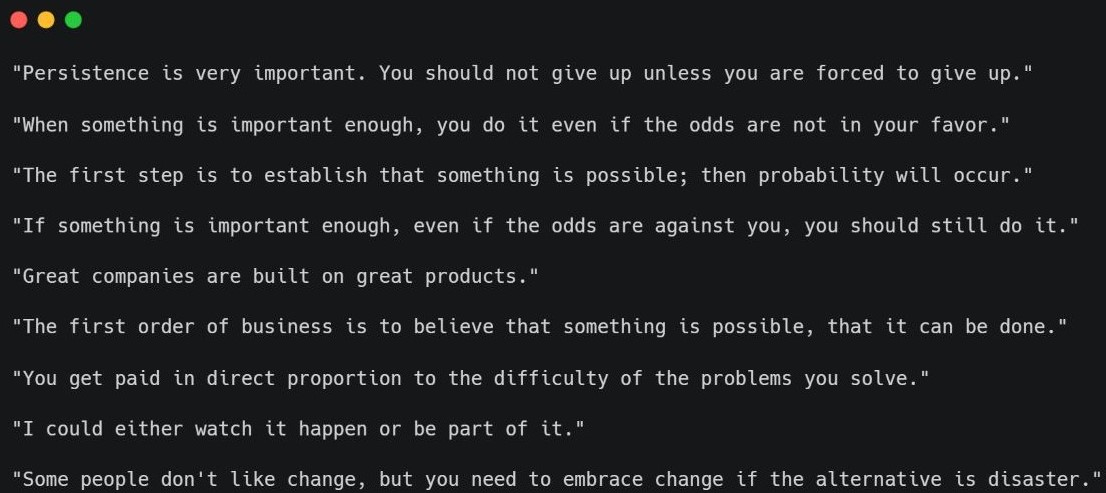 "Persistence is very important. You should not give up unless you are forced to give up."
"When something is important enough, you do it even if the odds are not in your favor."
"The first step is to establish that something is possible; then probability will occur."
"If something is important enough, even if the odds are against you, you should still do it."
"Great companies are built on great products."
"The first order of business is to believe that something is possible, that it can be done."
"You get paid in direct proportion to the difficulty of the problems you solve."
"I could either watch it happen or be part of it."
"Some people don't like change, but you need to embrace change if the alternative is disaster."